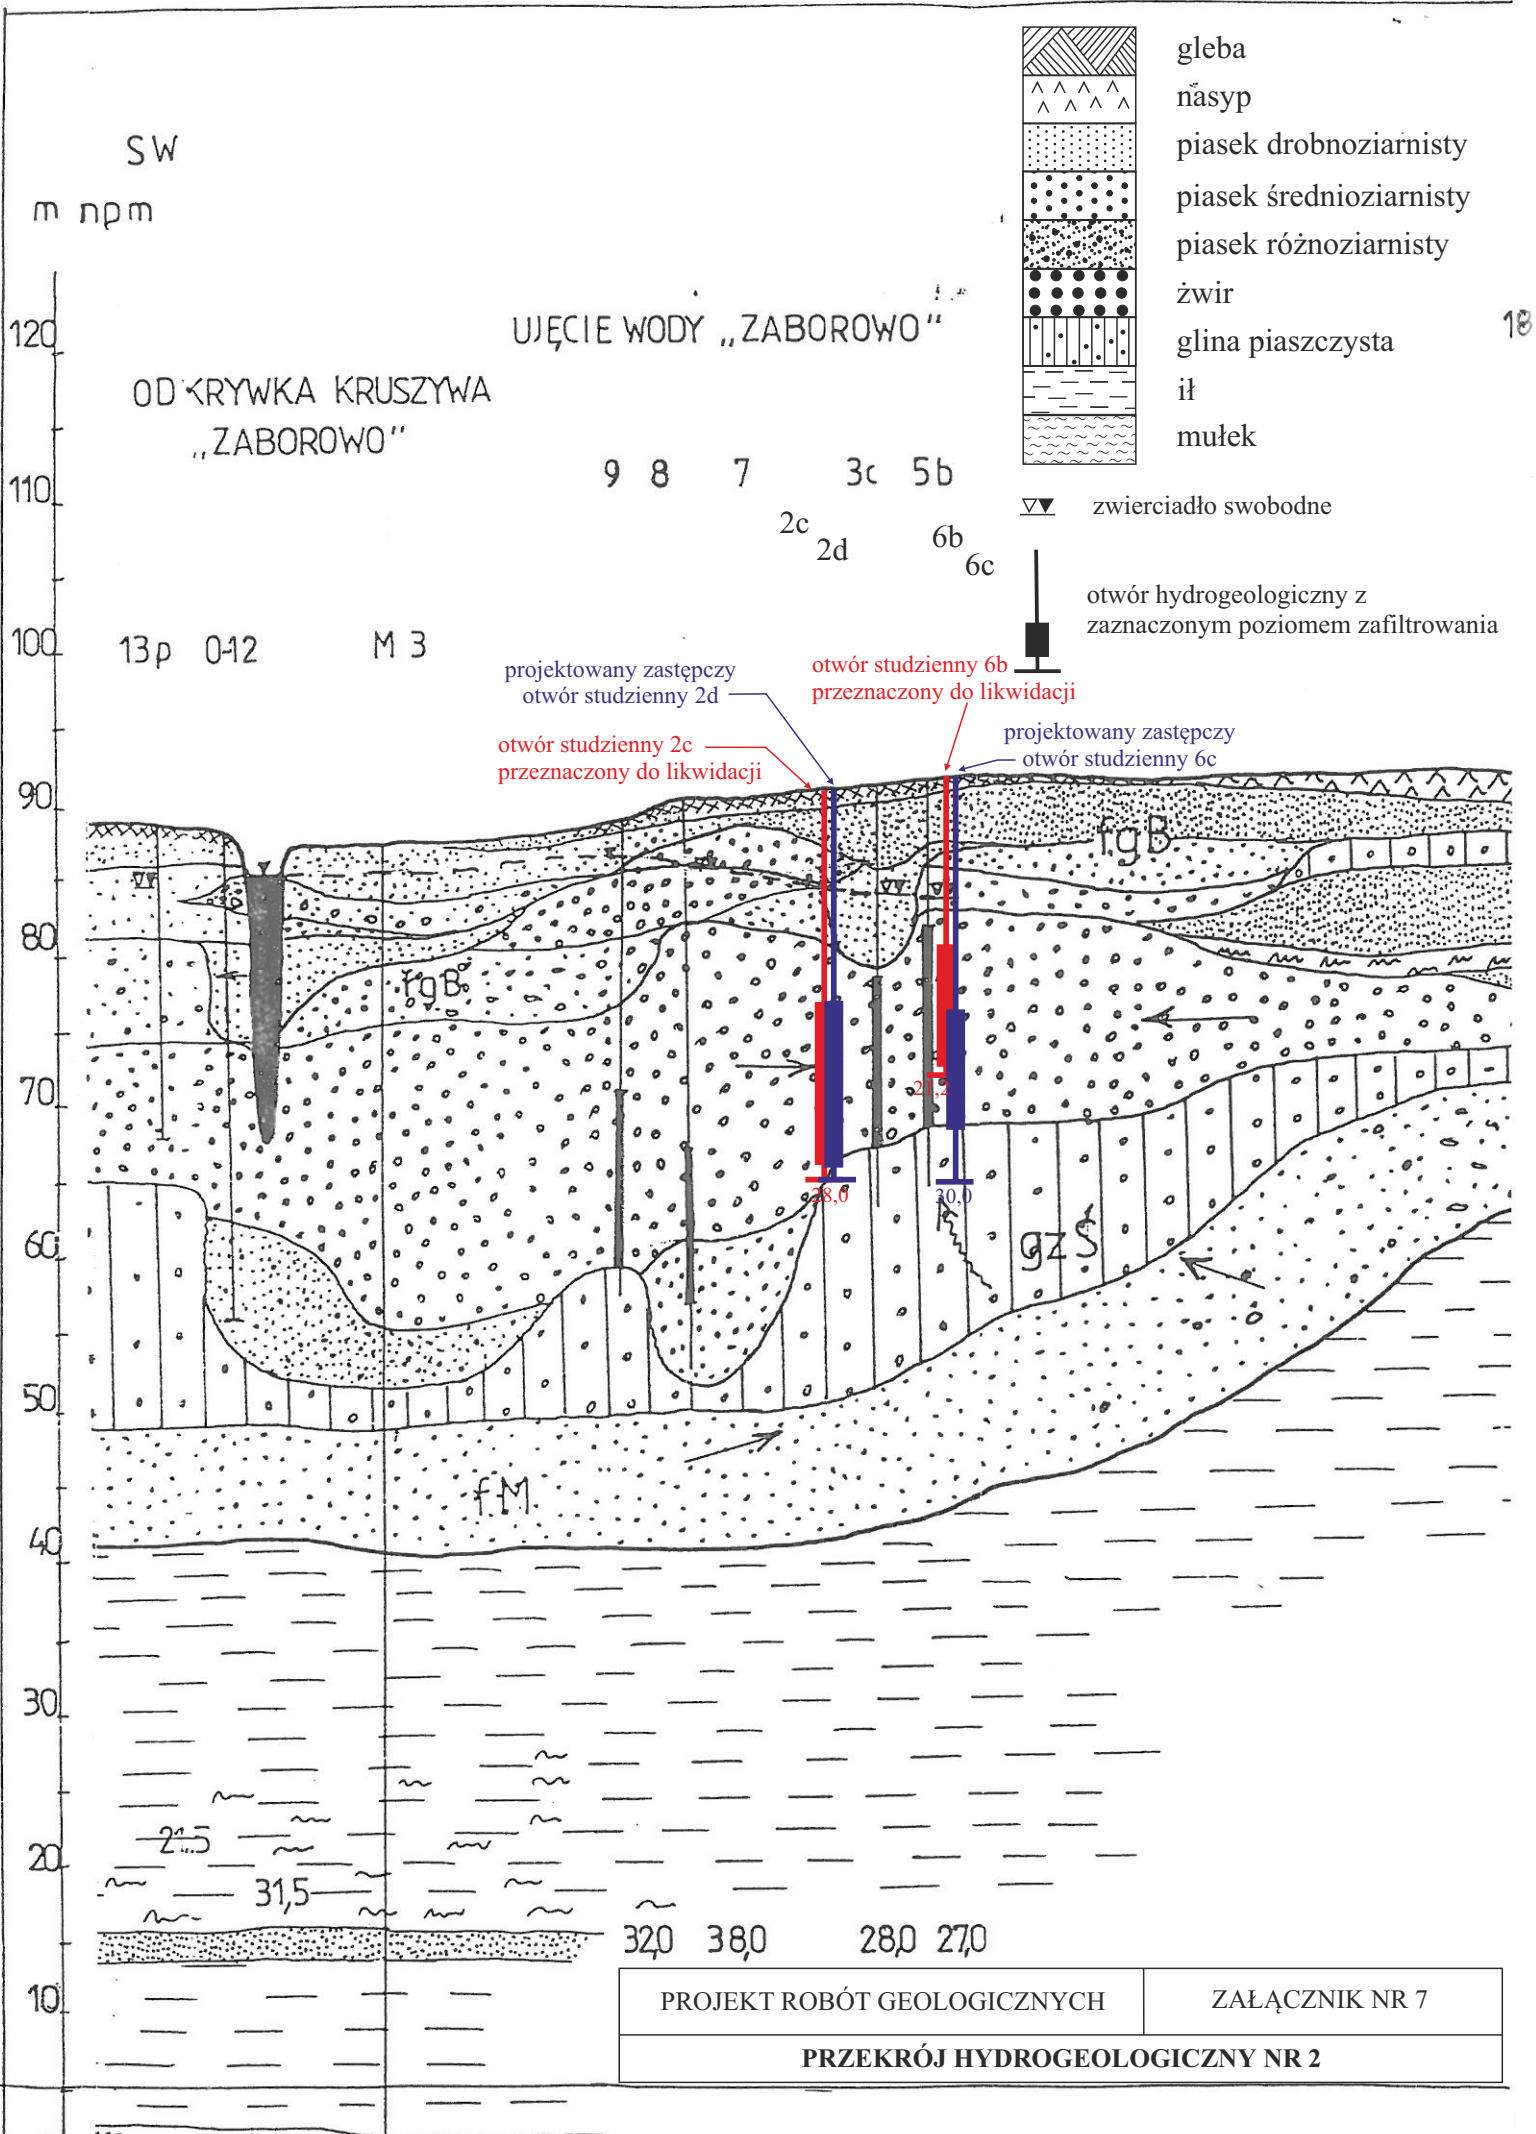 SW
m npm
120
110
100
90
80
70
60
50
40
30
20
10
ODKRYWKA KRUSZYWA
„ZABOROWO"
UJĘCIE WODY „ZABOROWO"
9 8 7 3c 5b
2c
2d
6b
6c
13p 0-12 M 3
18
gleba
nasyp
piasek drobnoziarnisty
piasek średnioziarnisty
piasek różnoziarnisty
żwir
glina piaszczysta
ił
mułek
zwierciadło swobodne
otwór hydrogeologiczny z
zaznaczonym poziomem zafiltrowania
projektowany zastępczy
otwór studzienny 2d
otwór studzienny 2c
przeznaczony do likwidacji
otwór studzienny 6b
przeznaczony do likwidacji
projektowany zastępczy
otwór studzienny 6c
fgB
fgB
21,2
28,0
30,0
gzŚ
fM
31,5
32,0 38,0 28,0 27,0
PROJEKT ROBÓT GEOLOGICZNYCH
ZAŁĄCZNIK NR 7
PRZEKRÓJ HYDROGEOLOGICZNY NR 2